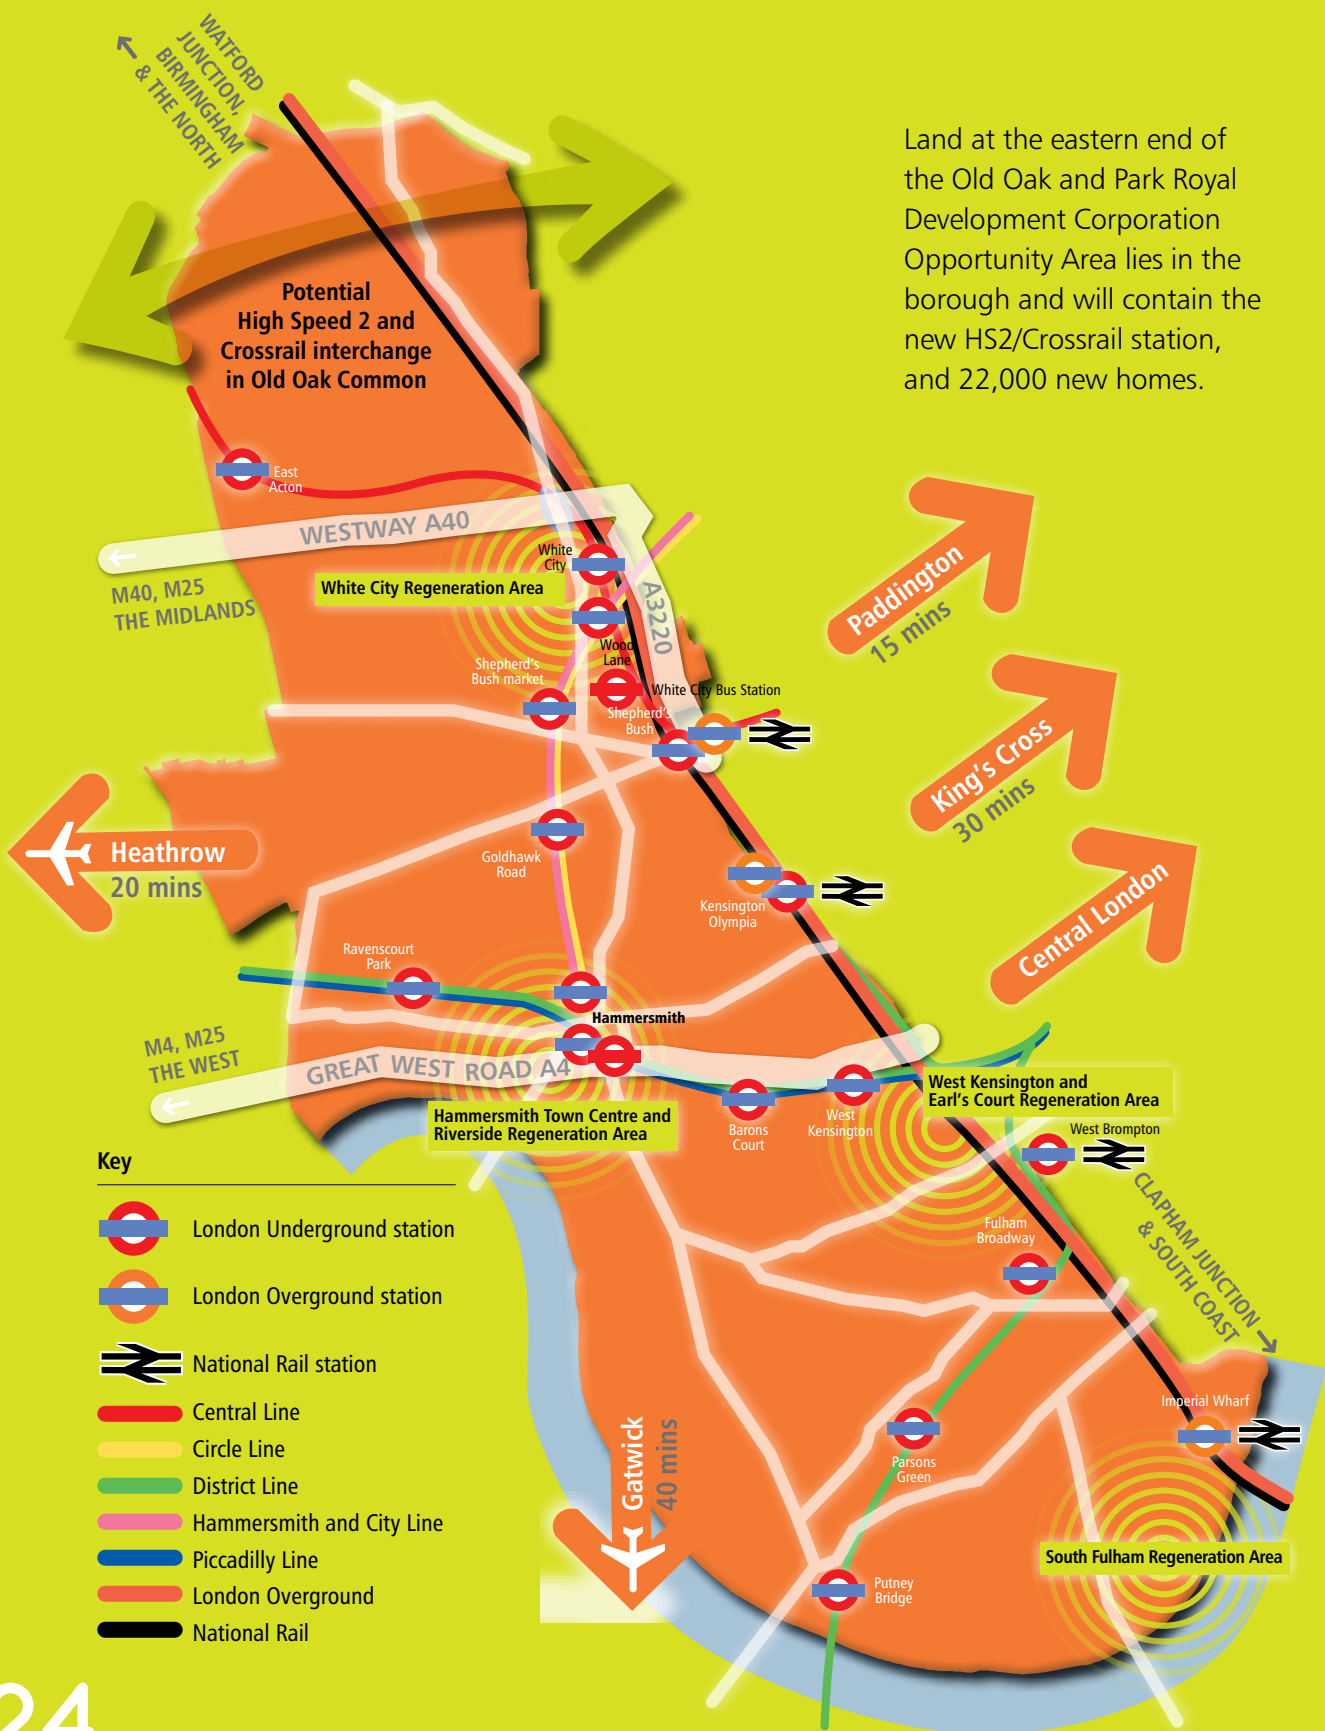 WATFORD
JUNCTION,
BIRMINGHAM
& THE NORTH
Land at the eastern end of
the Old Oak and Park Royal
Development Corporation
Opportunity Area lies in the
borough and will contain the
new HS2/Crossrail station,
and 22,000 new homes.
Potential
High Speed 2 and
Crossrail interchange
in Old Oak Common
East
Acton
WESTWAY A40
M40, M25
THE MIDLANDS
White
City
White City Regeneration Area
A3220
Wood
Lane
Shepherd's
Bush market
White City Bus Station
Shepherd's
Bush
Paddington
15 mins
King's Cross
30 mins
Central London
Heathrow
20 mins
Goldhawk
Road
Kensington
Olympia
Ravenscourt
Park
Hammersmith
M4, M25
THE WEST
GREAT WEST ROAD A4
Hammersmith Town Centre and
Riverside Regeneration Area
Barons
Court
West
Kensington
West Kensington and
Earl's Court Regeneration Area
West Brompton
CLAPHAM JUNCTION
& SOUTH COAST
Fulham
Broadway
Imperial Wharf
Parsons
Green
South Fulham Regeneration Area
Putney
Bridge
Gatwick
40 mins
Key
London Underground station
London Overground station
National Rail station
Central Line
Circle Line
District Line
Hammersmith and City Line
Piccadilly Line
London Overground
National Rail
24